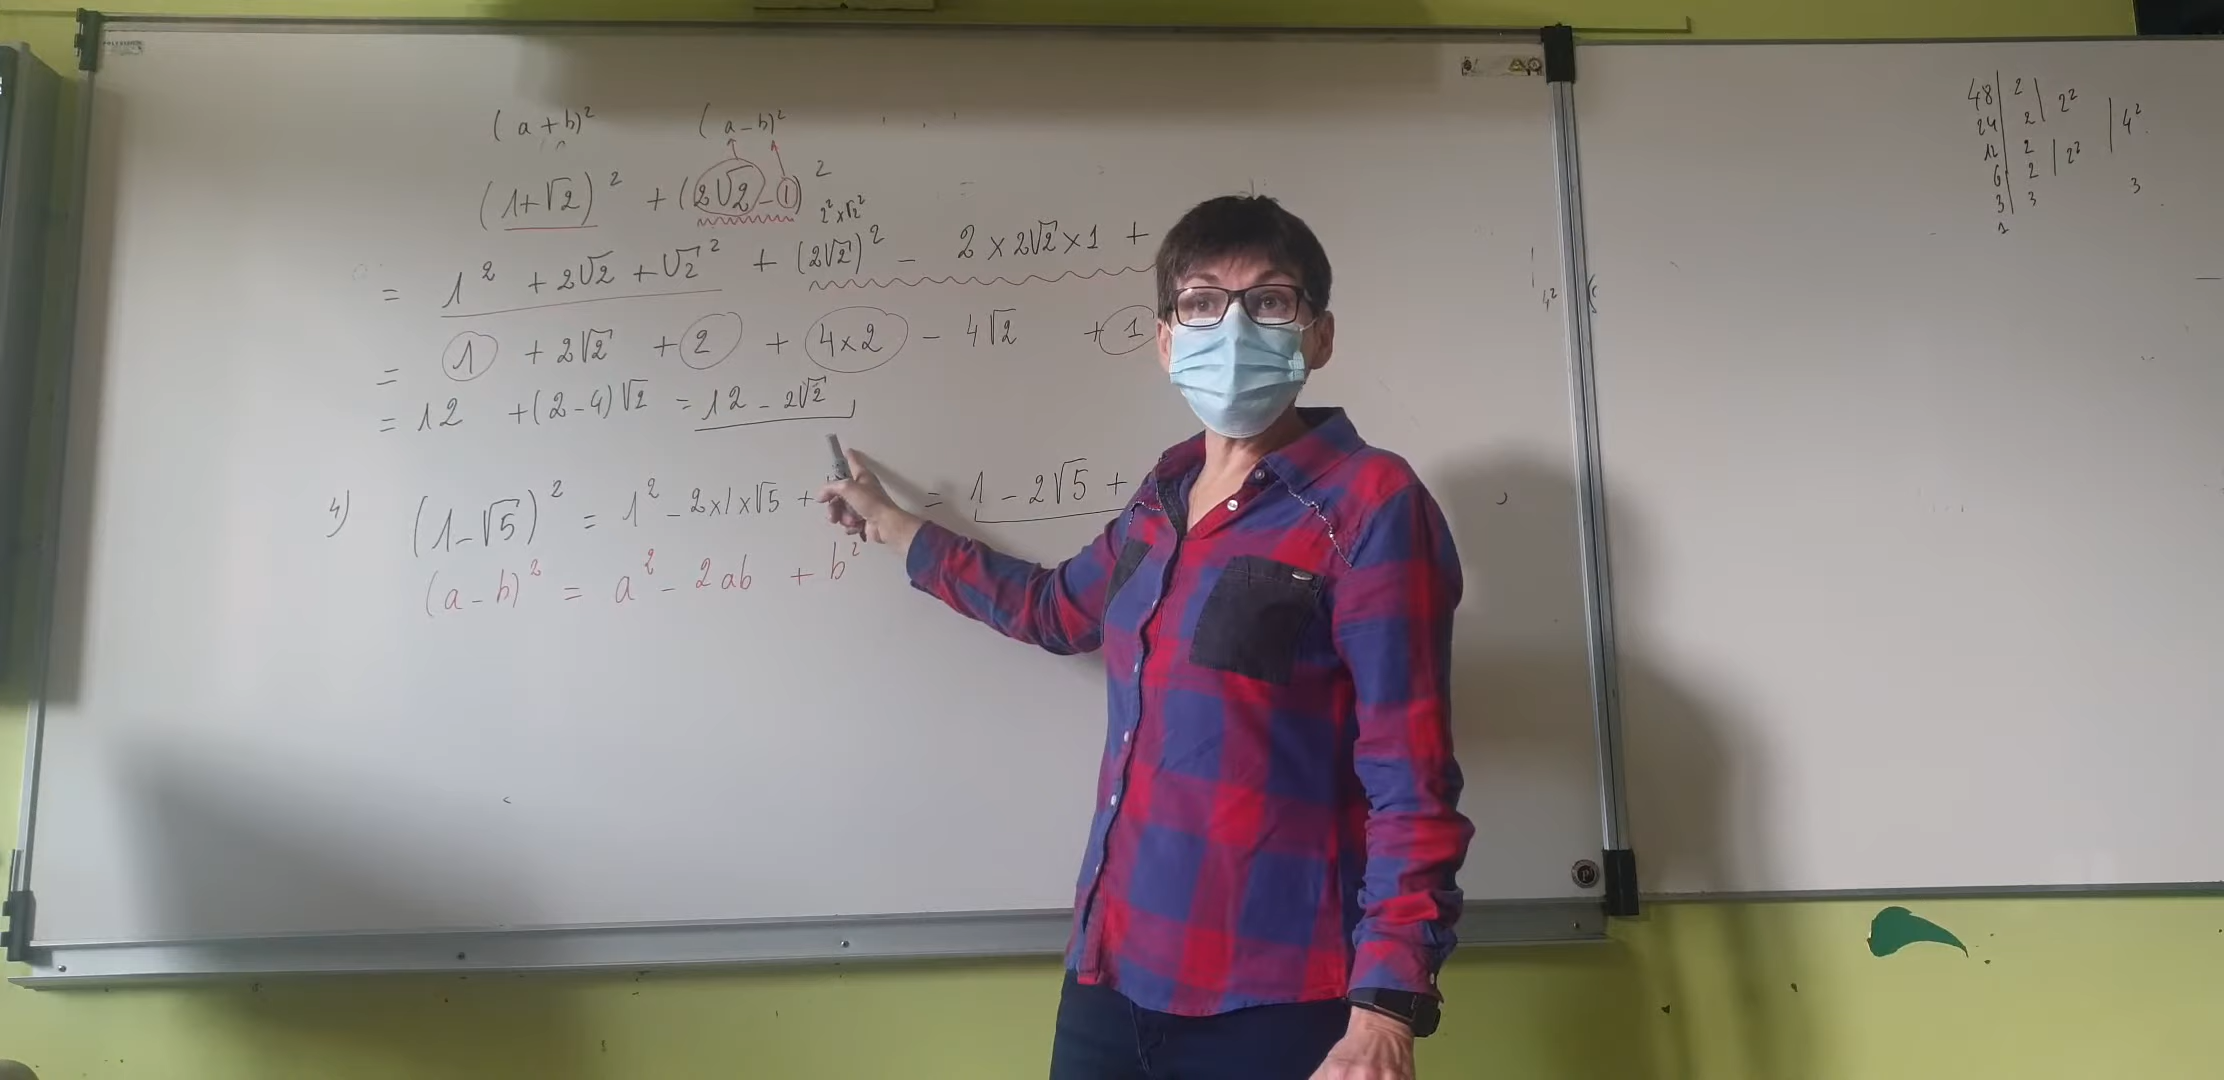 (a+b)² (a-b)²
(1+√2)² + (2√2-1)²
2²×√2²
= 1² + 2√2 + √2² + (2√2)² - 2×2√2×1 +
= 1 + 2√2 + 2 + 4×2 - 4√2 + 1
= 12 + (2-4)√2 = 12 - 2√2
4) (1-√5)² = 1² - 2×1×√5 + = 1 - 2√5 +
(a-b)² = a² - 2ab + b²
4²
48 | 2 | 2² | 4²
24 | 2
12 | 2 | 2²
6 | 2
3 | 3 3
1